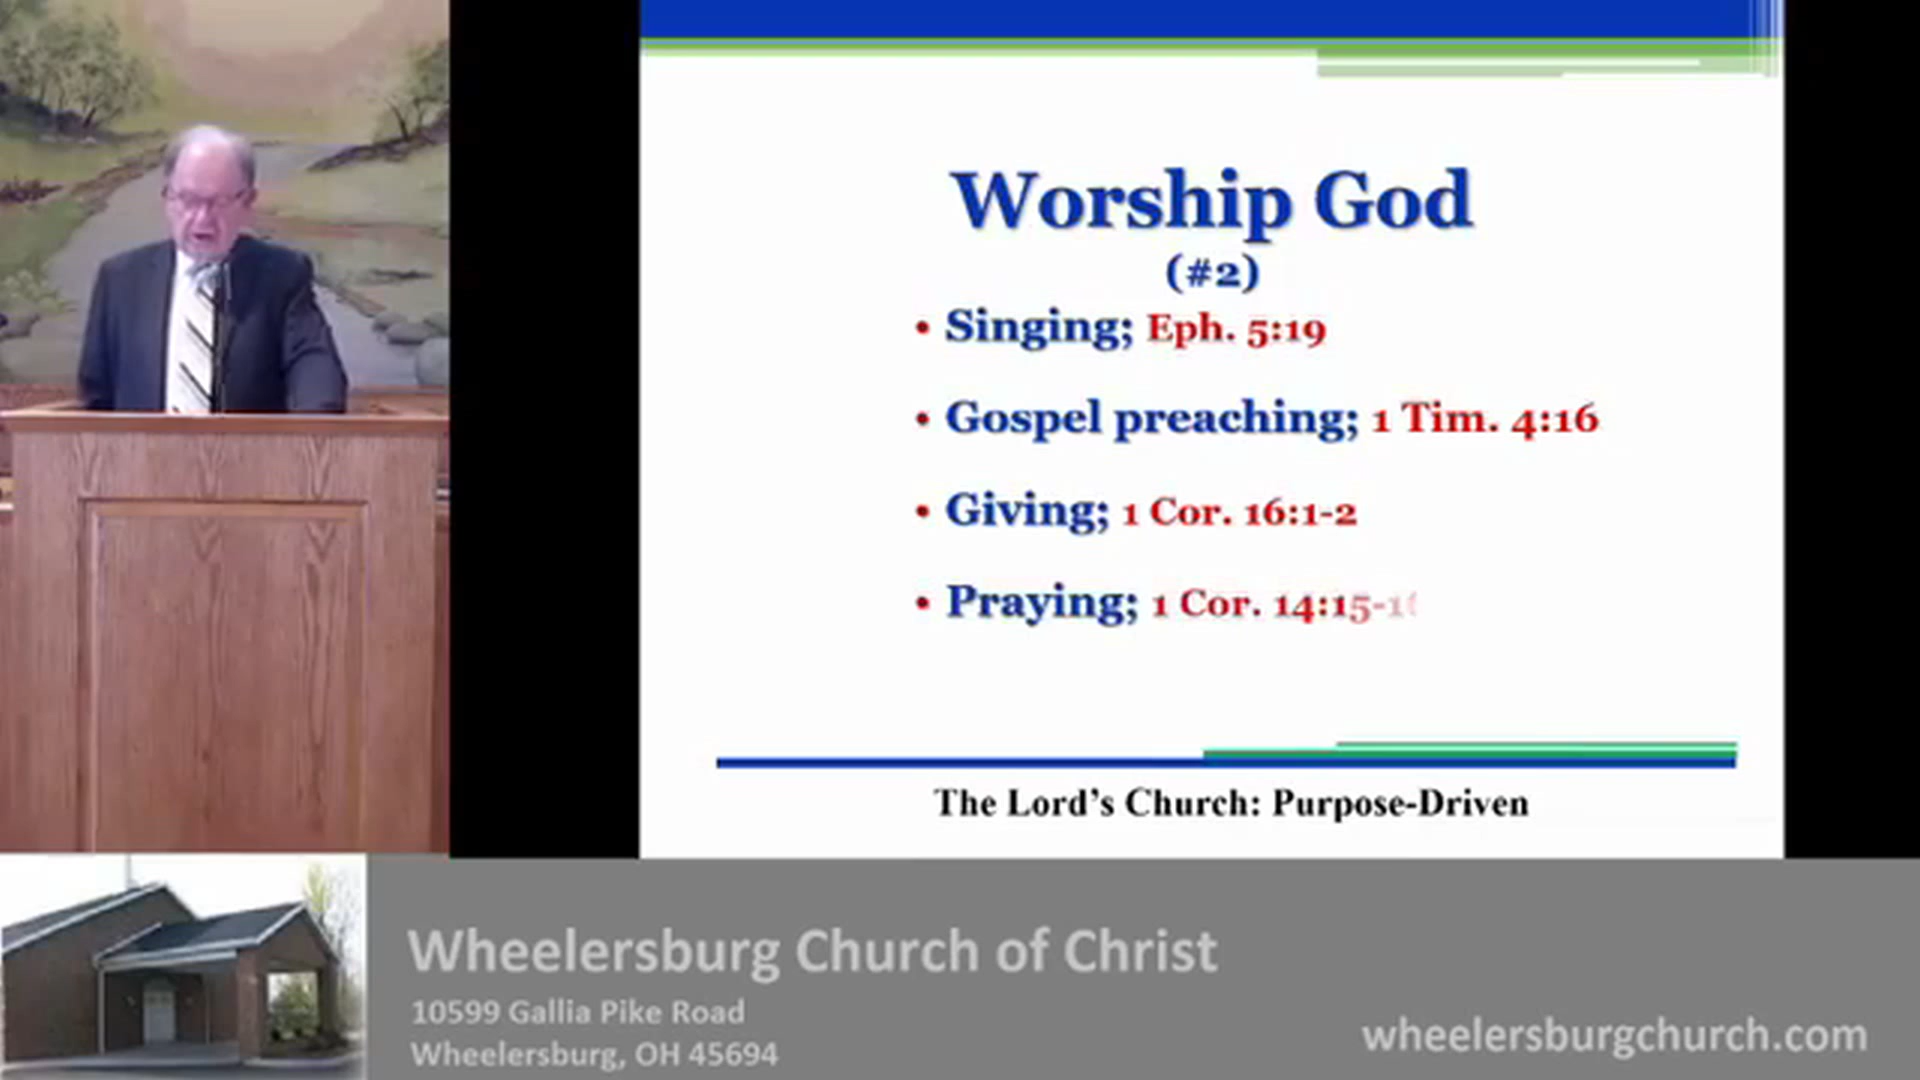 Worship God
(#2)
• Singing; Eph. 5:19
• Gospel preaching; 1 Tim. 4:16
• Giving; 1 Cor. 16:1-2
• Praying; 1 Cor. 14:15-1
The Lord's Church: Purpose-Driven
Wheelersburg Church of Christ
10599 Gallia Pike Road
Wheelersburg, OH 45694
wheelersburgchurch.com